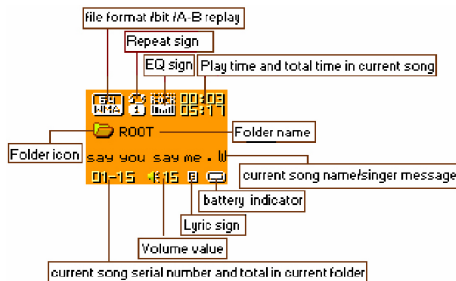 file format /bit /A-B replay
Repeat sign
EQ sign
Play time and total time in current song
64 00:03
WMA 1 05:17
ROOT
Folder name
Folder icon
say you say me .
current song name/singer message
01-15 15
battery indicator
Lyric sign
Volume value
current song serial number and total in current folder